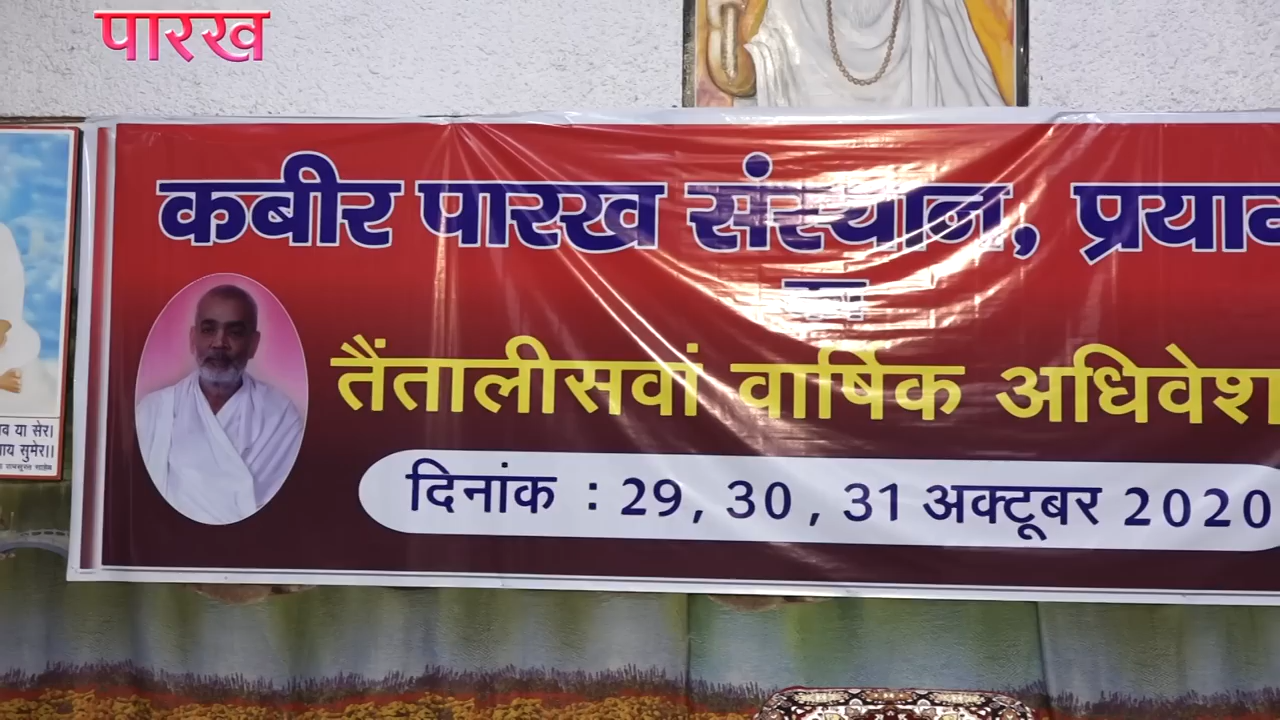 पारख
कबीर पारख संस्थान, प्रयाग
का
तैंतालीसवां वार्षिक अधिवेश
दिनांक : 29, 30, 31 अक्टूबर 2020
व या सेर।
ाय सुमेर।।